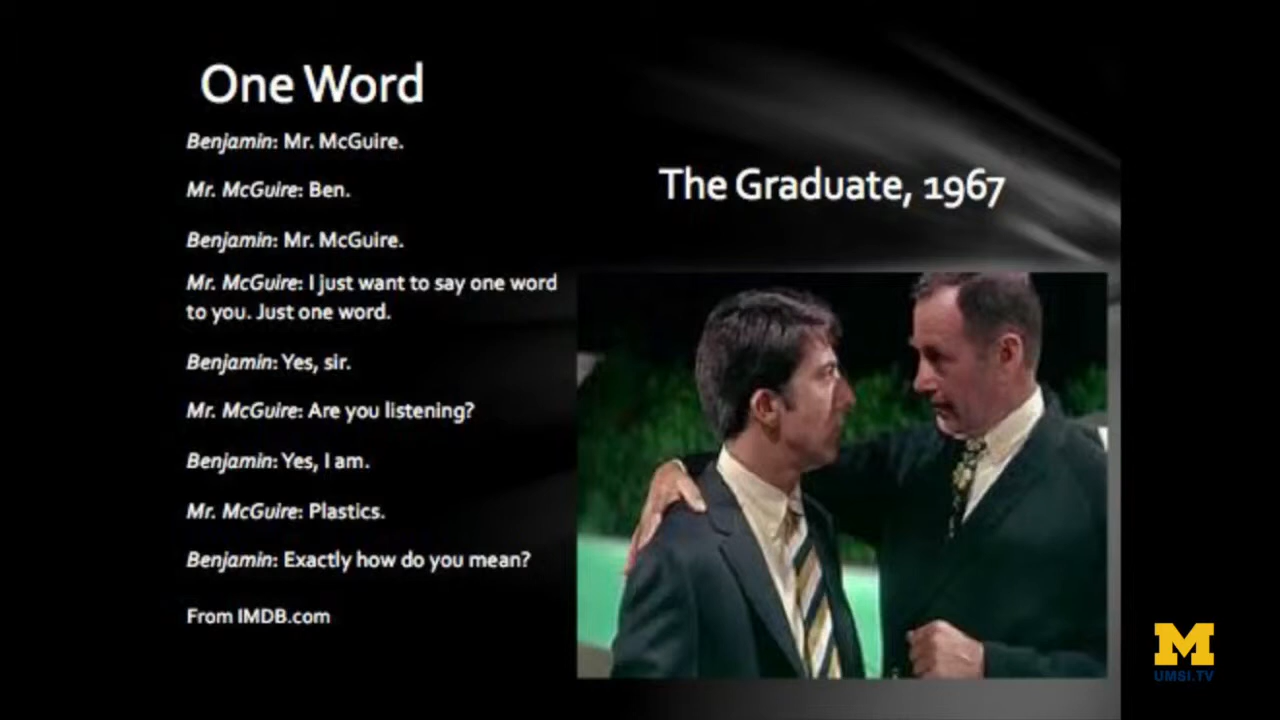 One Word
Benjamin: Mr. McGuire.
Mr. McGuire: Ben.
Benjamin: Mr. McGuire.
Mr. McGuire: I just want to say one word
to you. Just one word.
Benjamin: Yes, sir.
Mr. McGuire: Are you listening?
Benjamin: Yes, I am.
Mr. McGuire: Plastics.
Benjamin: Exactly how do you mean?
From IMDB.com
The Graduate, 1967
M
UMSI.TV